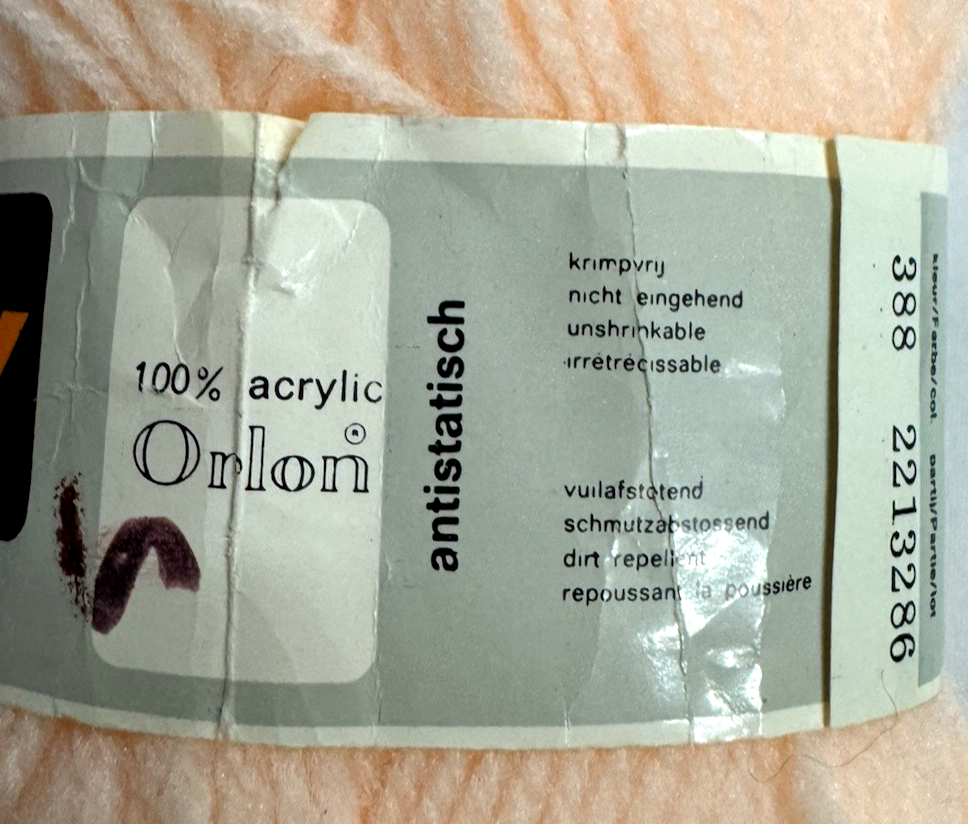 100% acrylic
Orlon®
antistatisch
krimpvrij
nicht eingehend
unshrinkable
irrétrécissable
vuilafstotend
schmutzabstossend
dirt repellent
repoussant la poussière
388 2213286
kleur/Farbe/col. partij/Partie/lot